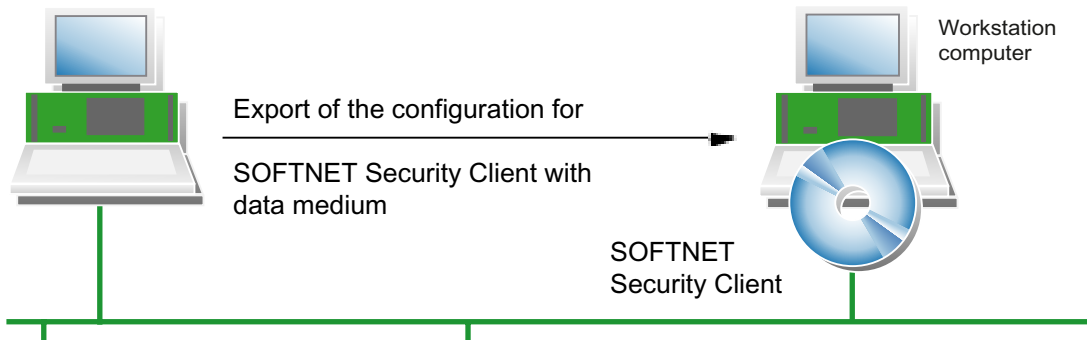 Workstation
computer
Export of the configuration for
SOFTNET Security Client with
data medium
SOFTNET
Security Client